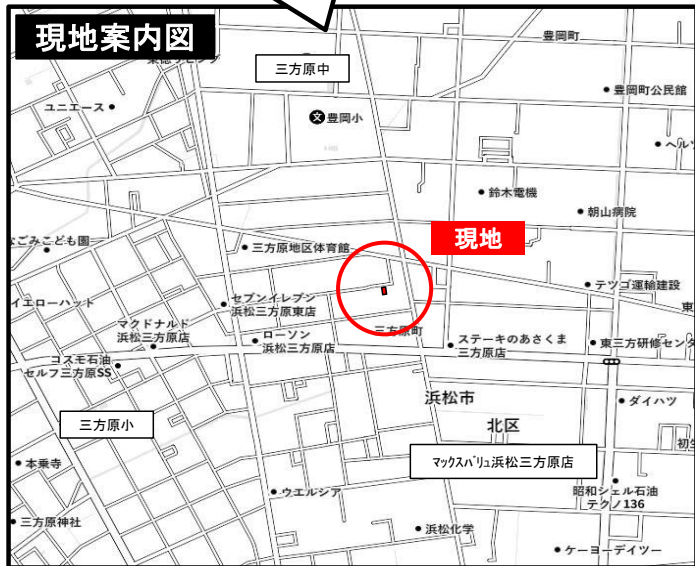 現地案内図
三方原中
豊岡町
豊岡町公民館
ユニエース
文
豊岡小
ヘルツ
鈴木電機
朝山病院
なごみこども園
三方原地区体育館
現地
テツゴ運輸建設
東
イエローハット
セブンイレブン
浜松三方原東店
マクドナルド
浜松三方原店
ローソン
浜松三方原店
三方原町
ステーキのあさくま
三方原店
東三方研修センタ
コスモ石油
セルフ三方原SS
浜松市
北区
ダイハツ
三方原小
初生
マックスバリュ浜松三方原店
本乗寺
ウエルシア
昭和シェル石油
テクノ136
三方原神社
浜松化学
ケーヨーデイツー